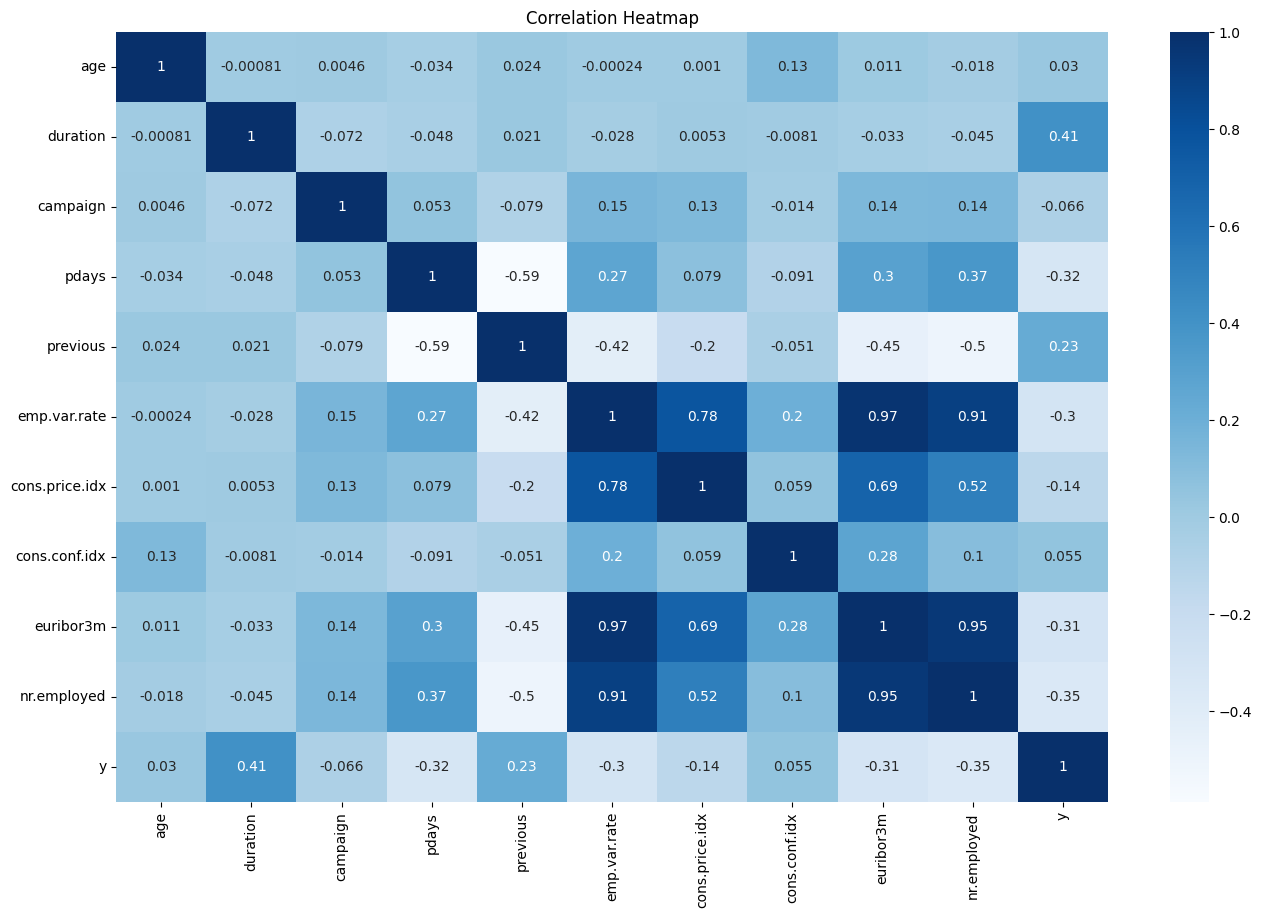 Correlation Heatmap
age 1 -0.00081 0.0046 -0.034 0.024 -0.00024 0.001 0.13 0.011 -0.018 0.03
duration -0.00081 1 -0.072 -0.048 0.021 -0.028 0.0053 -0.0081 -0.033 -0.045 0.41
campaign 0.0046 -0.072 1 0.053 -0.079 0.15 0.13 -0.014 0.14 0.14 -0.066
pdays -0.034 -0.048 0.053 1 -0.59 0.27 0.079 -0.091 0.3 0.37 -0.32
previous 0.024 0.021 -0.079 -0.59 1 -0.42 -0.2 -0.051 -0.45 -0.5 0.23
emp.var.rate -0.00024 -0.028 0.15 0.27 -0.42 1 0.78 0.2 0.97 0.91 -0.3
cons.price.idx 0.001 0.0053 0.13 0.079 -0.2 0.78 1 0.059 0.69 0.52 -0.14
cons.conf.idx 0.13 -0.0081 -0.014 -0.091 -0.051 0.2 0.059 1 0.28 0.1 0.055
euribor3m 0.011 -0.033 0.14 0.3 -0.45 0.97 0.69 0.28 1 0.95 -0.31
nr.employed -0.018 -0.045 0.14 0.37 -0.5 0.91 0.52 0.1 0.95 1 -0.35
y 0.03 0.41 -0.066 -0.32 0.23 -0.3 -0.14 0.055 -0.31 -0.35 1
age duration campaign pdays previous emp.var.rate cons.price.idx cons.conf.idx euribor3m nr.employed y
1.0
0.8
0.6
0.4
0.2
0.0
−0.2
−0.4